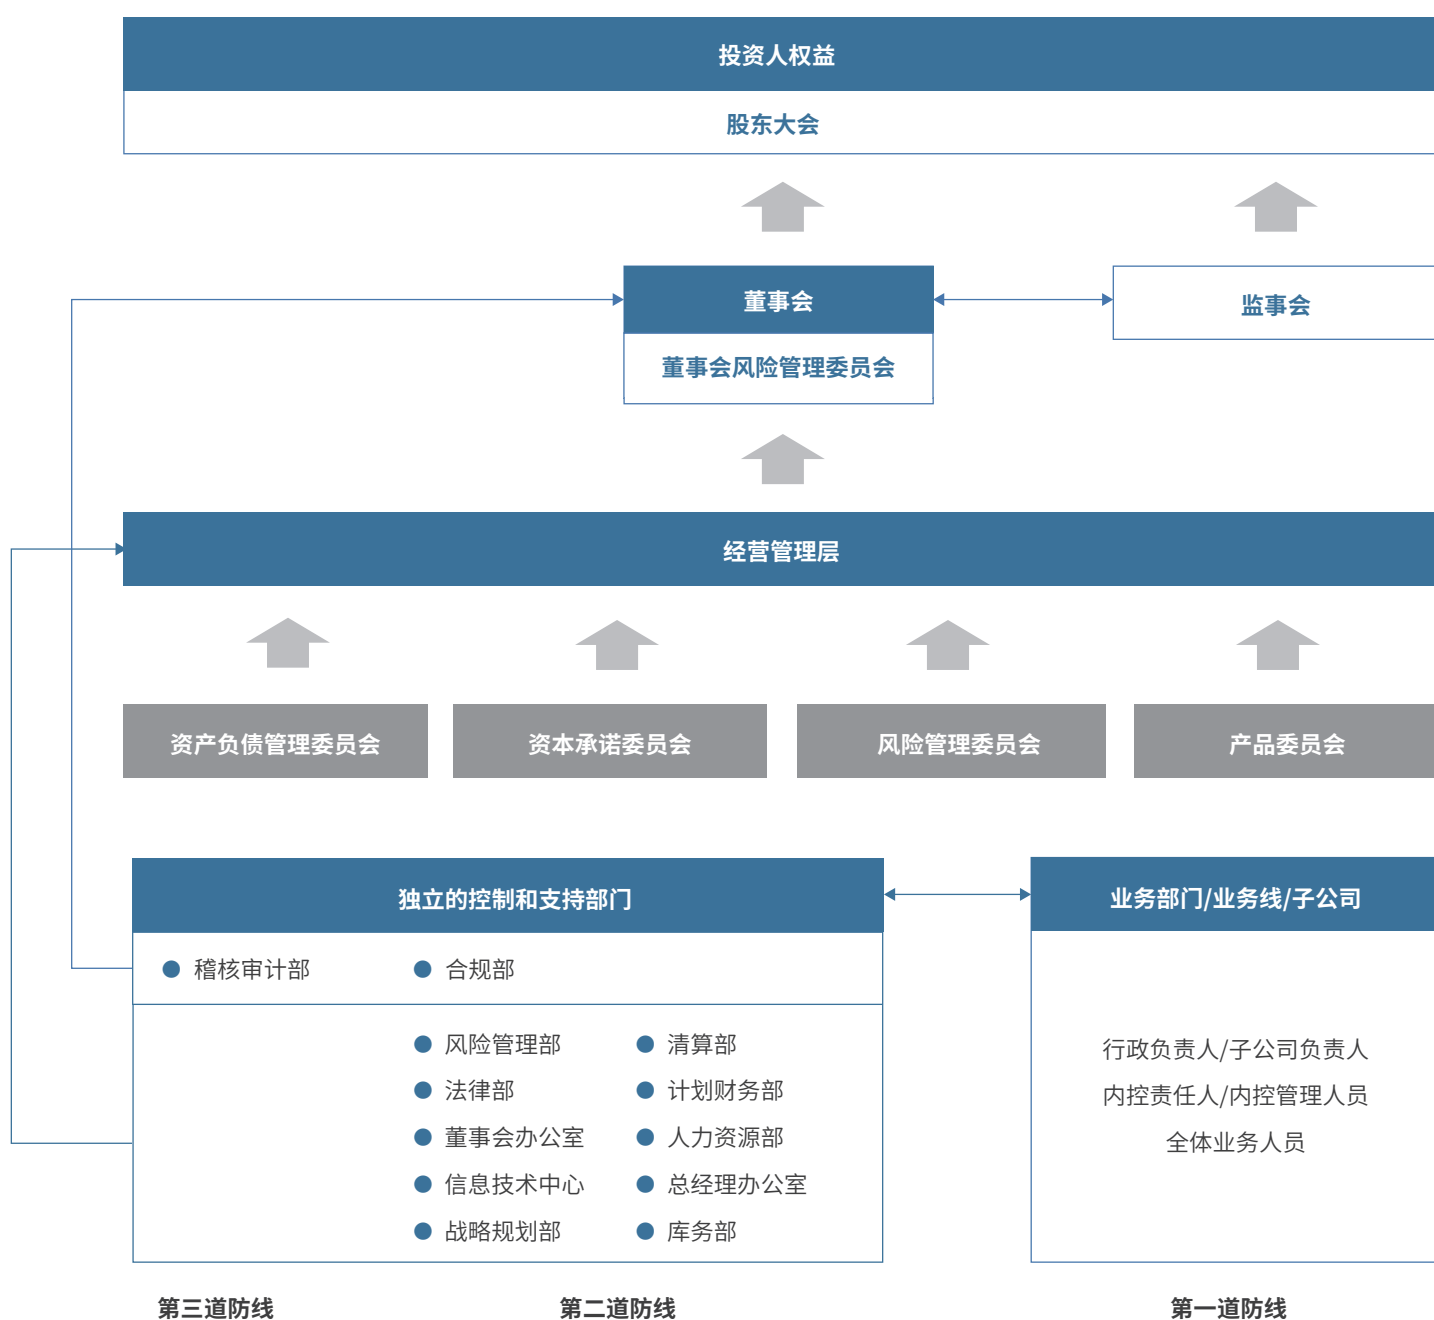 投资人权益
股东大会
董事会
监事会
董事会风险管理委员会
经营管理层
资产负债管理委员会
资本承诺委员会
风险管理委员会
产品委员会
独立的控制和支持部门
业务部门/业务线/子公司
稽核审计部
合规部
风险管理部
清算部
法律部
计划财务部
董事会办公室
人力资源部
信息技术中心
总经理办公室
战略规划部
库务部
行政负责人/子公司负责人
内控责任人/内控管理人员
全体业务人员
第三道防线
第二道防线
第一道防线